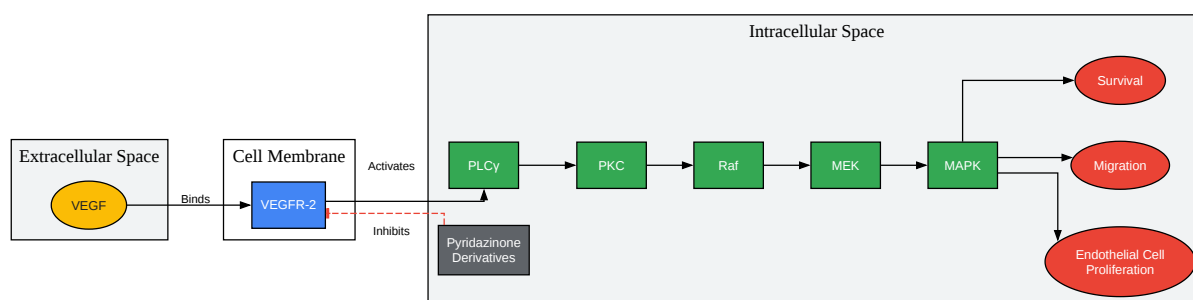 Intracellular Space
Survival
Extracellular Space
Cell Membrane
Activates
PLCγ
PKC
Raf
MEK
MAPK
Migration
VEGF
Binds
VEGFR-2
Inhibits
Pyridazinone
Derivatives
Endothelial Cell
Proliferation